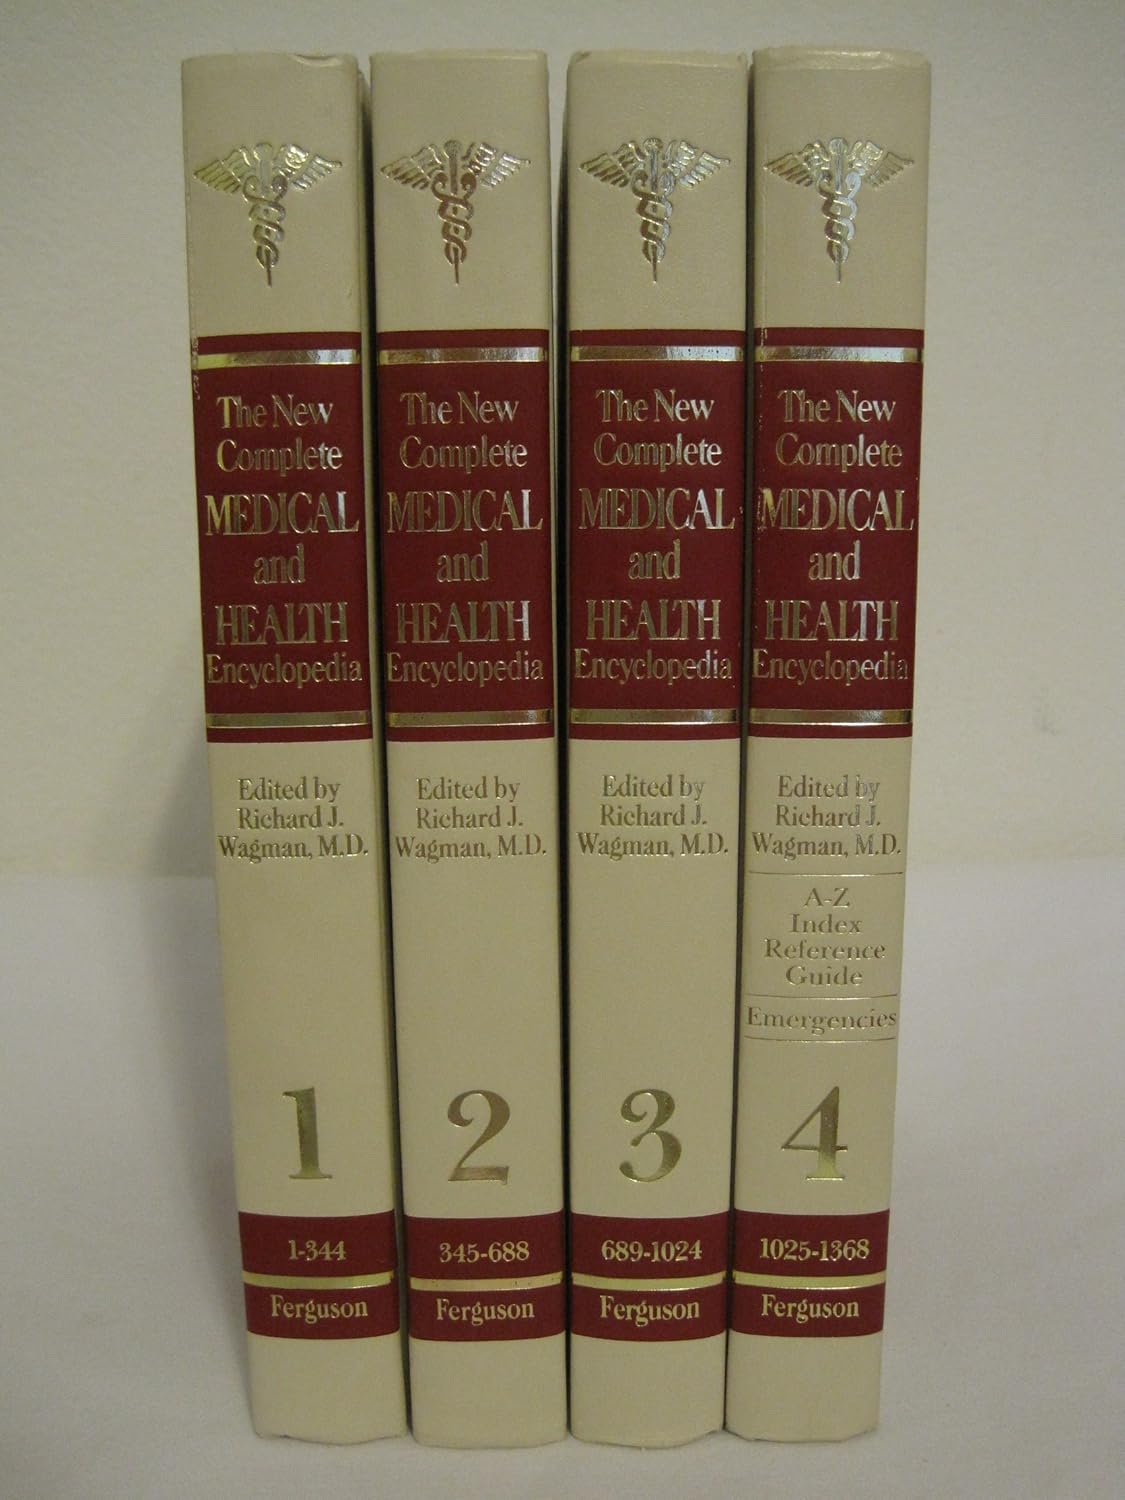 The New
Complete
MEDICAL
and
HEALTH
Encyclopedia
Edited by
Richard J.
Wagman, M.D.
1
1-344
Ferguson
The New
Complete
MEDICAL
and
HEALTH
Encyclopedia
Edited by
Richard J.
Wagman, M.D.
2
345-688
Ferguson
The New
Complete
MEDICAL
and
HEALTH
Encyclopedia
Edited by
Richard J.
Wagman, M.D.
3
689-1024
Ferguson
The New
Complete
MEDICAL
and
HEALTH
Encyclopedia
Edited by
Richard J.
Wagman, M.D.
A-Z
Index
Reference
Guide
Emergencies
4
1025-1368
Ferguson